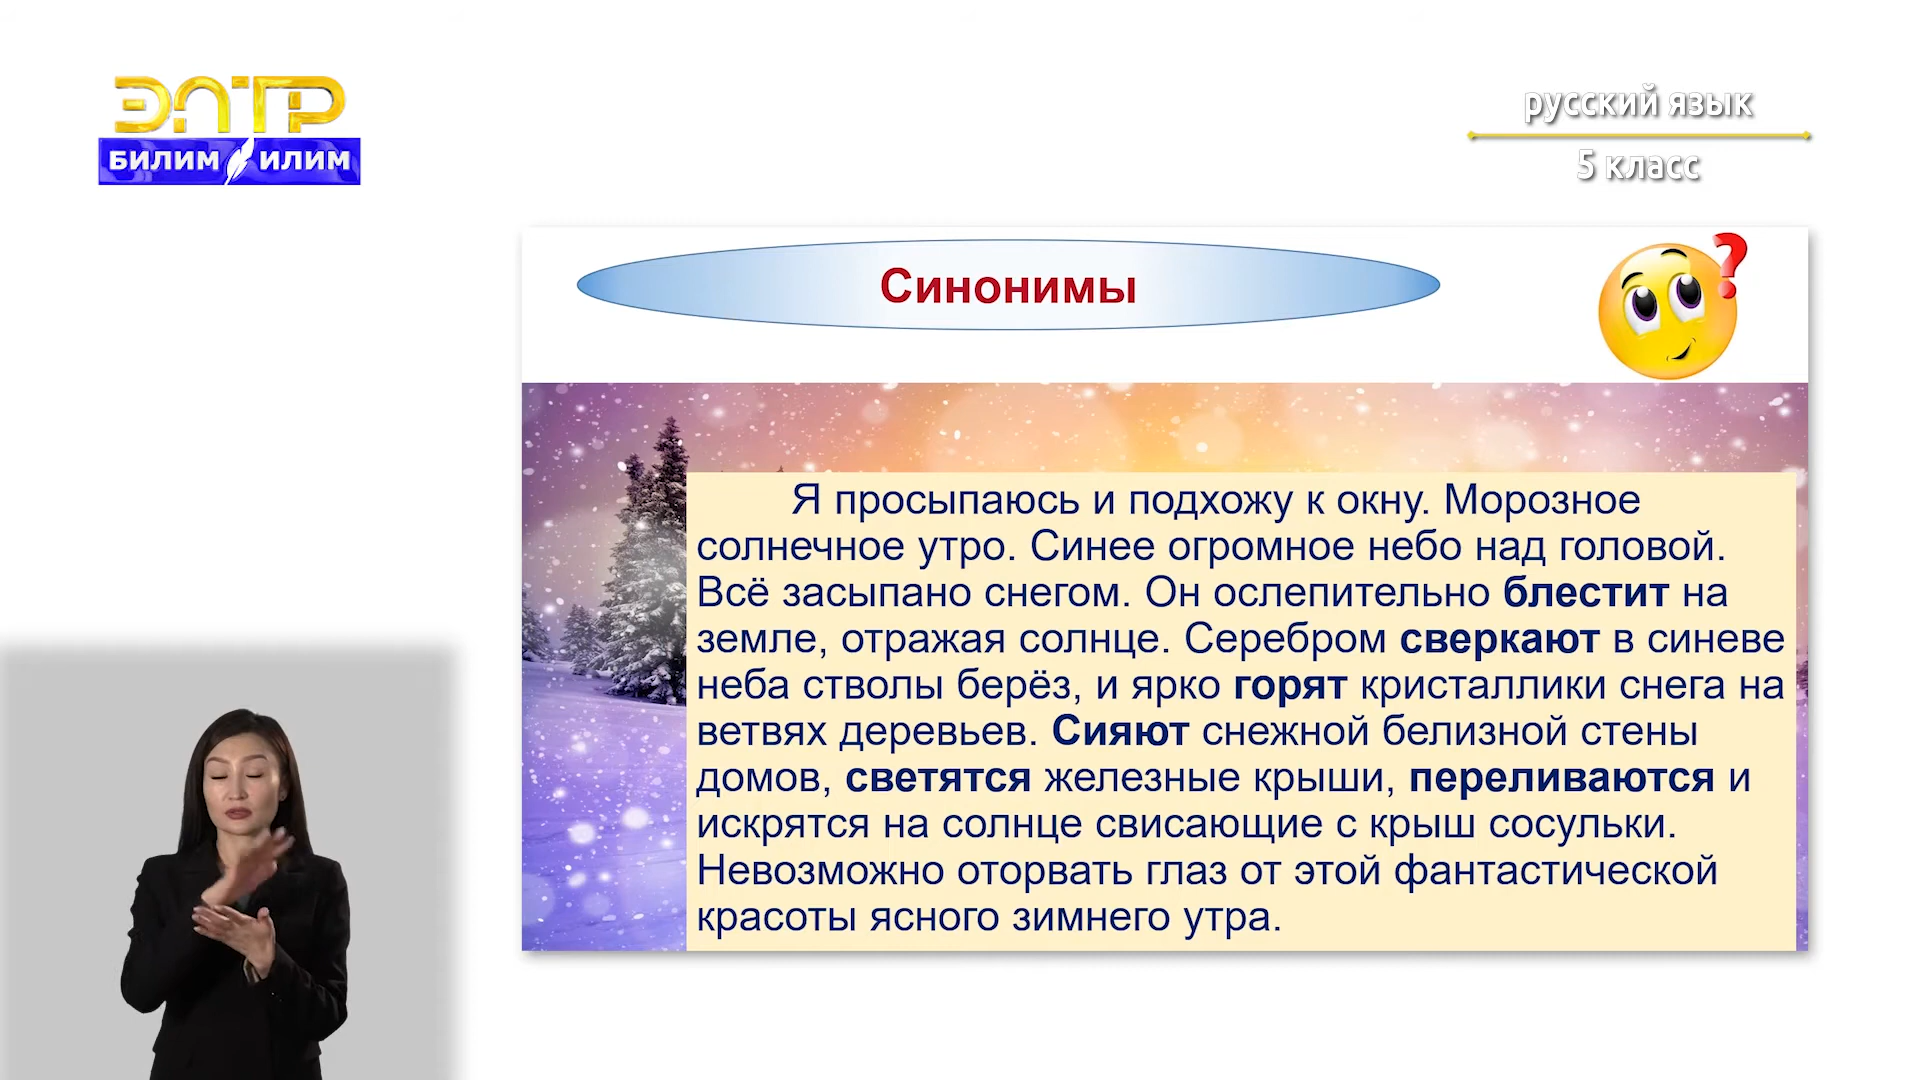 ЭЛТР
БИЛИМ ИЛИМ
русский язык
5 класс
Синонимы
?
Я просыпаюсь и подхожу к окну. Морозное
солнечное утро. Синее огромное небо над головой.
Всё засыпано снегом. Он ослепительно блестит на
земле, отражая солнце. Серебром сверкают в синеве
неба стволы берёз, и ярко горят кристаллики снега на
ветвях деревьев. Сияют снежной белизной стены
домов, светятся железные крыши, переливаются и
искрятся на солнце свисающие с крыш сосульки.
Невозможно оторвать глаз от этой фантастической
красоты ясного зимнего утра.